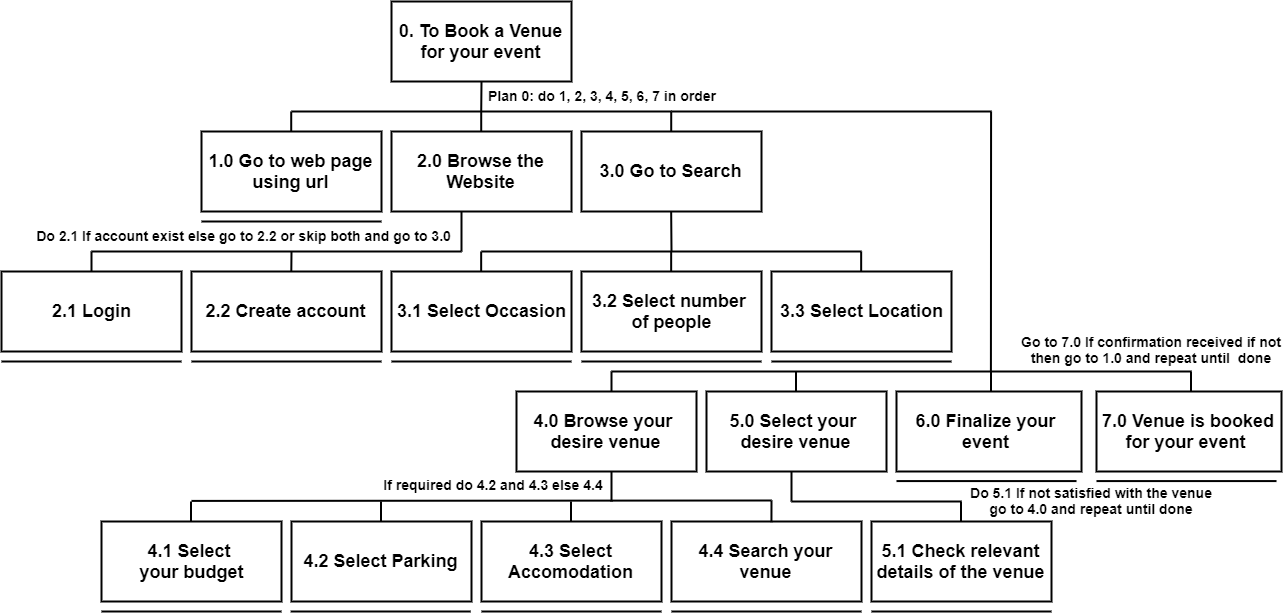 0. To Book a Venue
for your event
Plan 0: do 1, 2, 3, 4, 5, 6, 7 in order
1.0 Go to web page
using url
2.0 Browse the
Website
3.0 Go to Search
Do 2.1 If account exist else go to 2.2 or skip both and go to 3.0
2.1 Login
2.2 Create account
3.1 Select Occasion
3.2 Select number
of people
3.3 Select Location
Go to 7.0 If confirmation received if not
then go to 1.0 and repeat until done
4.0 Browse your
desire venue
5.0 Select your
desire venue
6.0 Finalize your
event
7.0 Venue is booked
for your event
If required do 4.2 and 4.3 else 4.4
Do 5.1 If not satisfied with the venue
go to 4.0 and repeat until done
4.1 Select
your budget
4.2 Select Parking
4.3 Select
Accomodation
4.4 Search your
venue
5.1 Check relevant
details of the venue